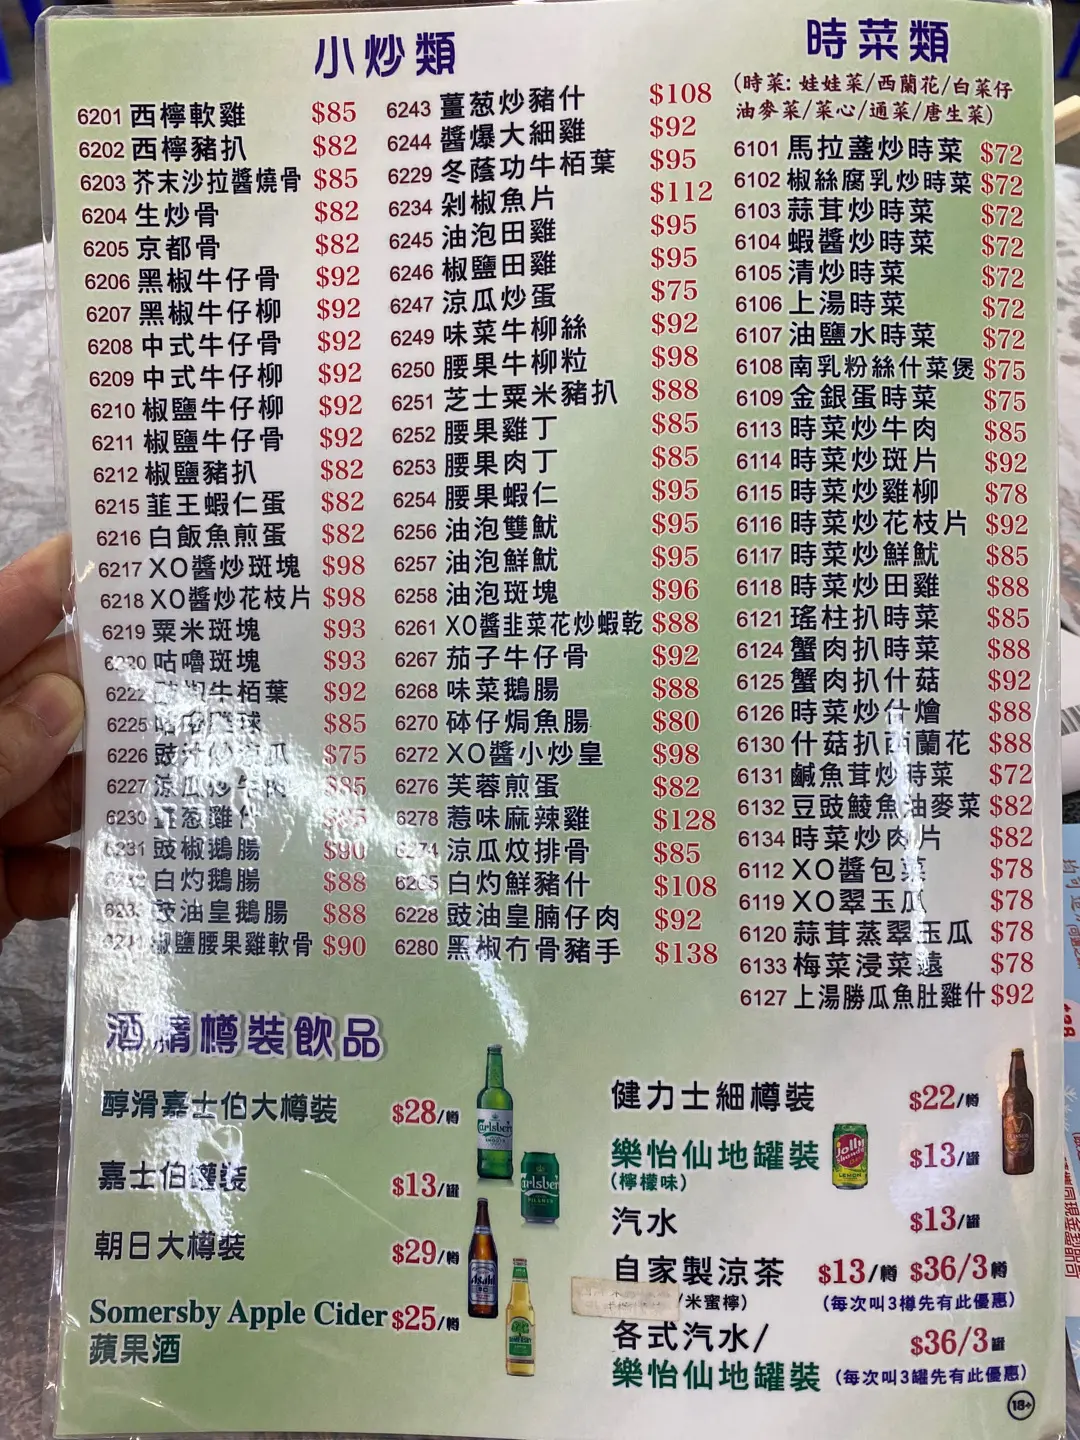 小炒類
6201 西檸軟雞 $85
6202 西檸豬扒 $82
6203 芥末沙拉醬燒骨 $85
6204 生炒骨 $82
6205 京都骨 $82
6206 黑椒牛仔骨 $92
6207 黑椒牛仔柳 $92
6208 中式牛仔骨 $92
6209 中式牛仔柳 $92
6210 椒鹽牛仔柳 $92
6211 椒鹽牛仔骨 $92
6212 椒鹽豬扒 $82
6215 韮王蝦仁蛋 $82
6216 白飯魚煎蛋 $82
6217 XO醬炒斑塊 $98
6218 XO醬炒花枝片 $98
6219 粟米斑塊 $93
6220 咕嚕斑塊 $93
6222 牛栢葉 $92
6225 球 $85
6226 豉汁炒涼瓜 $75
6227 涼瓜炒牛肉 $85
6230 薑葱雞什 $85
6231 豉椒鵝腸 $90
白灼鵝腸 $88
豉油皇鵝腸 $88
6241 椒鹽腰果雞軟骨 $90
6243 薑葱炒豬什 $108
6244 醬爆大細雞 $92
6229 冬蔭功牛栢葉 $95
6234 剁椒魚片 $112
6245 油泡田雞 $95
6246 椒鹽田雞 $95
6247 涼瓜炒蛋 $75
6249 味菜牛柳絲 $92
6250 腰果牛柳粒 $98
6251 芝士粟米豬扒 $88
6252 腰果雞丁 $85
6253 腰果肉丁 $85
6254 腰果蝦仁 $95
6256 油泡雙魷 $95
6257 油泡鮮魷 $95
6258 油泡斑塊 $96
6261 XO醬韭菜花炒蝦乾 $88
6267 茄子牛仔骨 $92
6268 味菜鵝腸 $88
6270 砵仔焗魚腸 $80
6272 XO醬小炒皇 $98
6276 芙蓉煎蛋 $82
6278 惹味麻辣雞 $128
6274 涼瓜炆排骨 $85
白灼鮮豬什 $108
6228 豉油皇腩仔肉 $92
6280 黑椒冇骨豬手 $138
時菜類
(時菜: 娃娃菜/西蘭花/白菜仔
油麥菜/菜心/通菜/唐生菜)
6101 馬拉盞炒時菜 $72
6102 椒絲腐乳炒時菜 $72
6103 蒜茸炒時菜 $72
6104 蝦醬炒時菜 $72
6105 清炒時菜 $72
6106 上湯時菜 $72
6107 油鹽水時菜 $72
6108 南乳粉絲什菜煲 $75
6109 金銀蛋時菜 $75
6113 時菜炒牛肉 $85
6114 時菜炒斑片 $92
6115 時菜炒雞柳 $78
6116 時菜炒花枝片 $92
6117 時菜炒鮮魷 $85
6118 時菜炒田雞 $88
6121 瑤柱扒時菜 $85
6124 蟹肉扒時菜 $88
6125 蟹肉扒什菇 $92
6126 時菜炒什燴 $88
6130 什菇扒西蘭花 $88
6131 鹹魚茸炒時菜 $72
6132 豆豉鯪魚油麥菜 $82
6134 時菜炒肉片 $82
6112 XO醬包菜 $78
6119 XO翠玉瓜 $78
6120 蒜茸蒸翠玉瓜 $78
6133 梅菜浸菜遠 $78
6127 上湯勝瓜魚肚雞什 $92
酒精樽裝飲品
醇滑嘉士伯大樽裝 $28/樽
嘉士伯罐裝 $13/罐
朝日大樽裝 $29/樽
Somersby Apple Cider $25/樽
蘋果酒
健力士細樽裝 $22/樽
樂怡仙地罐裝 $13/罐
(檸檬味)
汽水 $13/罐
自家製涼茶 $13/樽 $36/3樽
/米蜜檸) (每次叫3樽先有此優惠)
各式汽水/ $36/3罐
樂怡仙地罐裝 (每次叫3罐先有此優惠)
18+